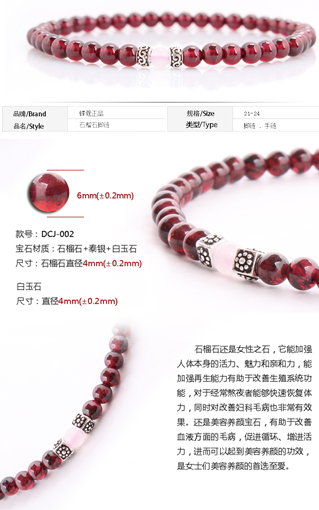 品牌/Brand 蜂蔻正品 规格/Size 21-24
品名/Style 石榴石脚链 类型/Type 脚链 、手链
6mm(±0.2mm)
款号：DCJ-002
宝石材质：石榴石+泰银+白玉石
尺寸：石榴石直径4mm(±0.2mm)
白玉石
尺寸：直径4mm(±0.2mm)
石榴石还是女性之石，它能加强
人体本身的活力、魅力和亲和力，能
加强再生能力有助于改善生殖系统功
能，对于经常熬夜者能够快速恢复体
力，同时对改善妇科毛病也非常有效
果。还是美容养颜宝石，有助于改善
血液方面的毛病，促进循环、增进活
力，进而可以起到美容养颜的功效，
是女士们美容养颜的首选至爱。